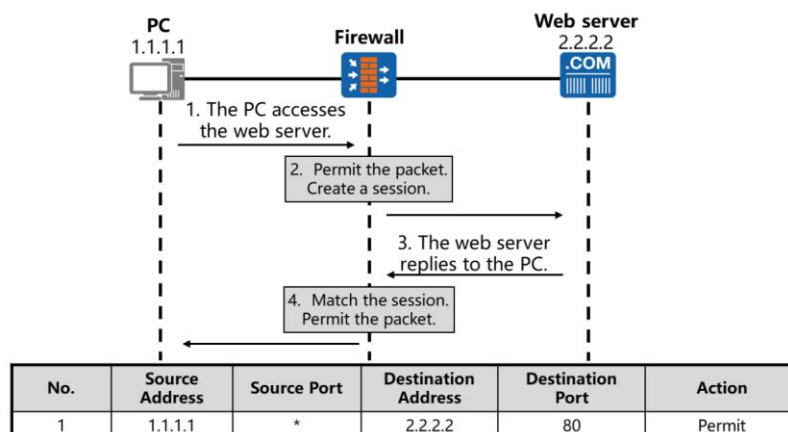 PC
1.1.1.1
Firewall
Web server
2.2.2.2
.COM
1. The PC accesses
the web server.
2. Permit the packet.
Create a session.
3. The web server
replies to the PC.
4. Match the session.
Permit the packet.
No. Source Address Source Port Destination Address Destination Port Action
1 1.1.1.1 * 2.2.2.2 80 Permit